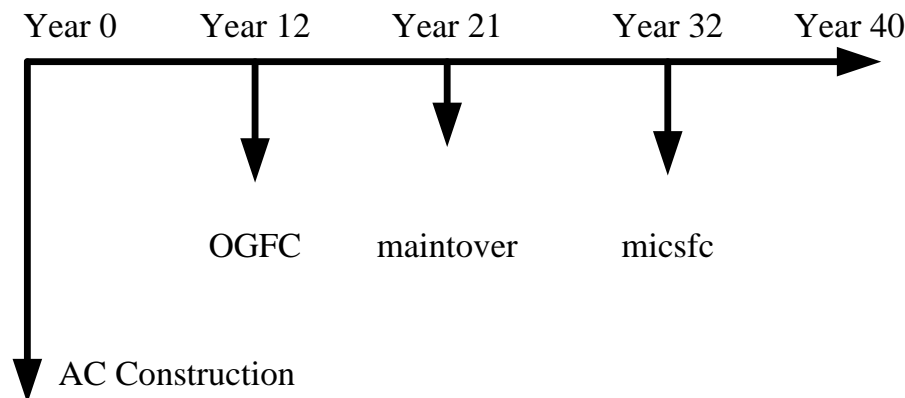 Year 0 Year 12 Year 21 Year 32 Year 40
OGFC maintover micsfc
AC Construction